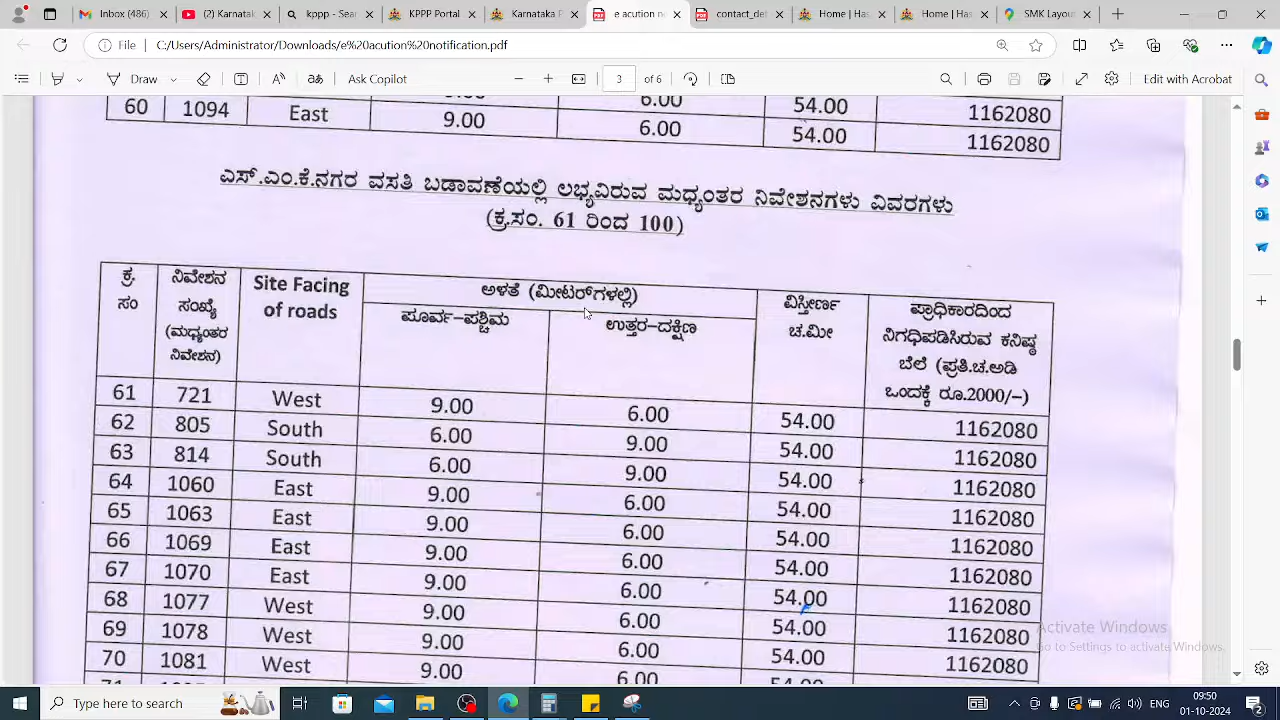 21
Inbox (4,
(2) Karnatak
Kppp - Sear
KPPP Porta
Karnataka P
e acution no
contact_det
Home | Has
Home | Has
SMK Layou
File
C:/Users/Administrator/Downloads/e%20acution%20notification.pdf
Draw
Ask Copilot
3 of 6
Edit with Acrobat
6.00 54.00 1162080
60 1094 East 9.00 6.00 54.00 1162080
ಎಸ್.ಎಂ.ಕೆ.ನಗರ ವಸತಿ ಬಡಾವಣೆಯಲ್ಲಿ ಲಭ್ಯವಿರುವ ಮಧ್ಯಂತರ ನಿವೇಶನಗಳು ವಿವರಗಳು
(ಕ್ರ.ಸಂ. 61 ರಿಂದ 100)
ಕ್ರ.
ಸಂ
ನಿವೇಶನ
ಸಂಖ್ಯೆ
(ಮಧ್ಯಂತರ
ನಿವೇಶನ)
Site Facing
of roads
ಅಳತೆ (ಮೀಟರ್‌ಗಳಲ್ಲಿ)
ಪೂರ್ವ-ಪಶ್ಚಿಮ
ಉತ್ತರ-ದಕ್ಷಿಣ
ವಿಸ್ತೀರ್ಣ
ಚ.ಮೀ
ಪ್ರಾಧಿಕಾರದಿಂದ
ನಿಗಧಿಪಡಿಸಿರುವ ಕನಿಷ್ಠ
ಬೆಲೆ (ಪ್ರತಿ.ಚ.ಅಡಿ
ಒಂದಕ್ಕೆ ರೂ.2000/-)
61 721 West 9.00 6.00 54.00 1162080
62 805 South 6.00 9.00 54.00 1162080
63 814 South 6.00 9.00 54.00 1162080
64 1060 East 9.00 6.00 54.00 1162080
65 1063 East 9.00 6.00 54.00 1162080
66 1069 East 9.00 6.00 54.00 1162080
67 1070 East 9.00 6.00 54.00 1162080
68 1077 West 9.00 6.00 54.00 1162080
69 1078 West 9.00 6.00 54.00 1162080
70 1081 West 9.00 6.00
Activate Windows
Go to Settings to activate Windows.
Type here to search
ENG
09:50
01-10-2024
2